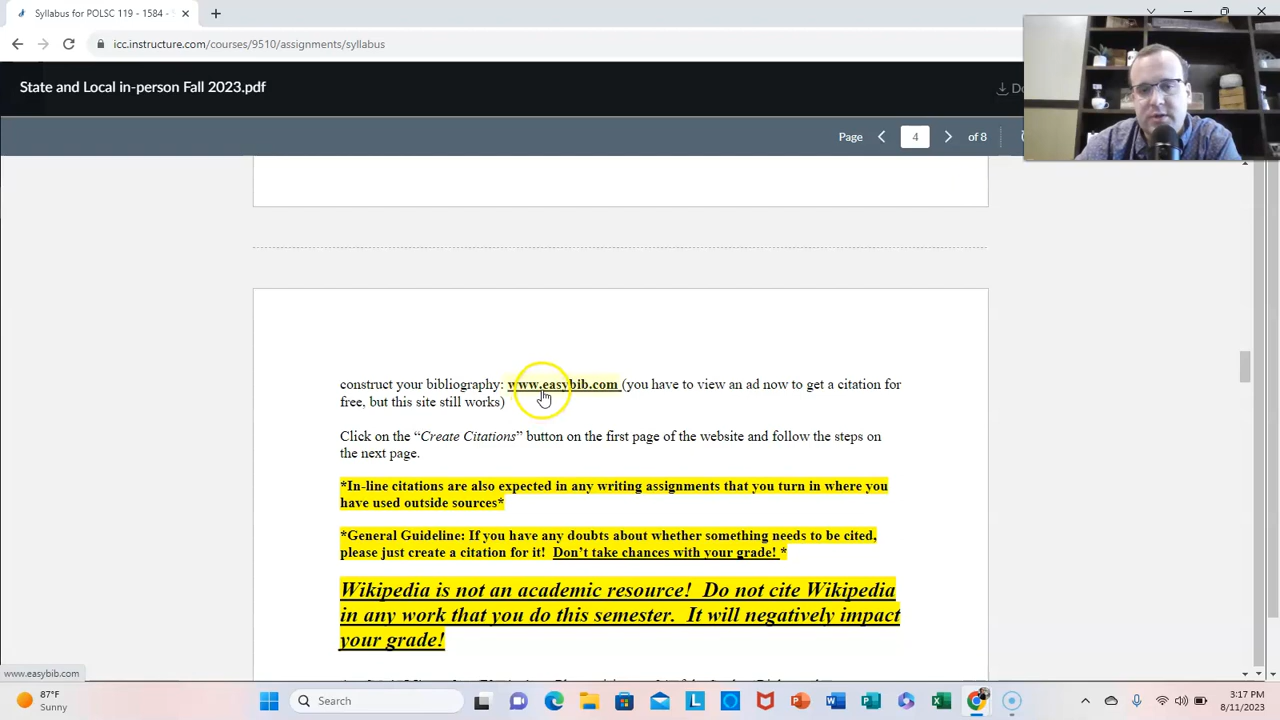 Syllabus for POLSC 119 - 1584 - S
icc.instructure.com/courses/9510/assignments/syllabus
State and Local in-person Fall 2023.pdf
Page 4 of 8
construct your bibliography: www.easybib.com (you have to view an ad now to get a citation for
free, but this site still works)
Click on the “Create Citations” button on the first page of the website and follow the steps on
the next page.
*In-line citations are also expected in any writing assignments that you turn in where you
have used outside sources*
*General Guideline: If you have any doubts about whether something needs to be cited,
please just create a citation for it! Don’t take chances with your grade! *
Wikipedia is not an academic resource! Do not cite Wikipedia
in any work that you do this semester. It will negatively impact
your grade!
www.easybib.com
87°F
Sunny
Search
3:17 PM
8/11/2023